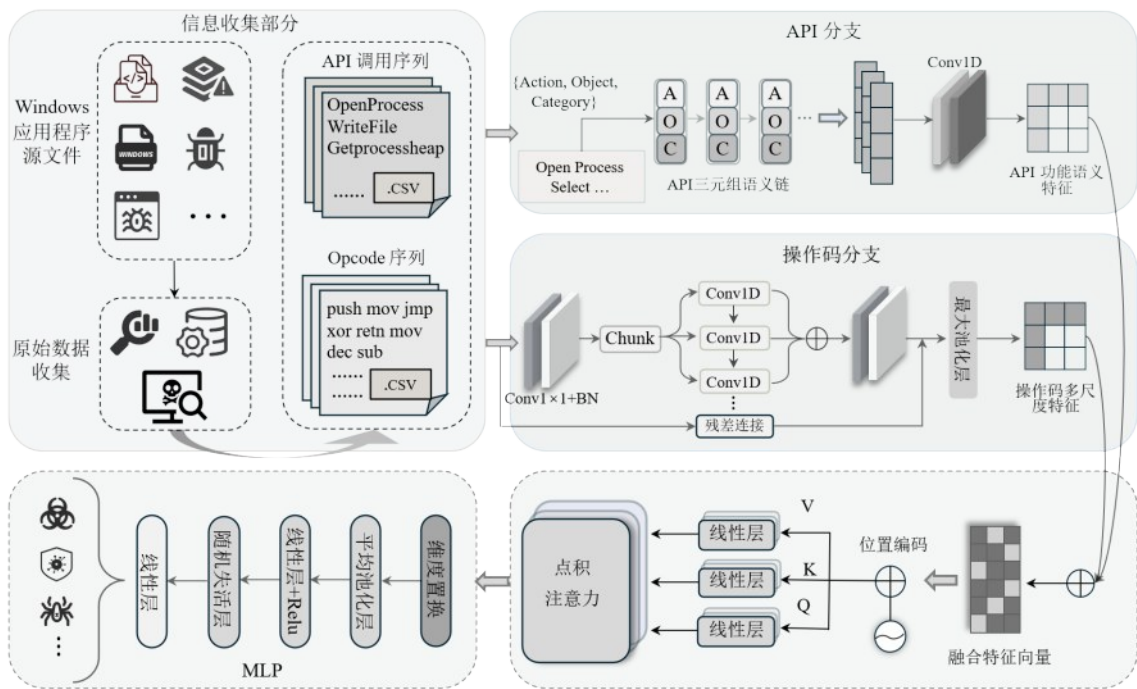 信息收集部分
Windows
应用程序
源文件
WINDOWS
原始数据
收集
API 调用序列
OpenProcess
WriteFile
Getprocessheap
......
.CSV
Opcode 序列
push mov jmp
xor retn mov
dec sub
......
.CSV
API 分支
{Action, Object,
Category}
Open Process
Select ...
A A A
O O O ...
C C C
API三元组语义链
Conv1D
API 功能语义
特征
操作码分支
Conv1×1+BN
Chunk
Conv1D
Conv1D
Conv1D
残差连接
最大池化层
操作码多尺
度特征
融合特征向量
位置编码
V
K
Q
线性层
线性层
线性层
点积
注意力
维度置换
平均池化层
线性层+Relu
随机失活层
线性层
MLP